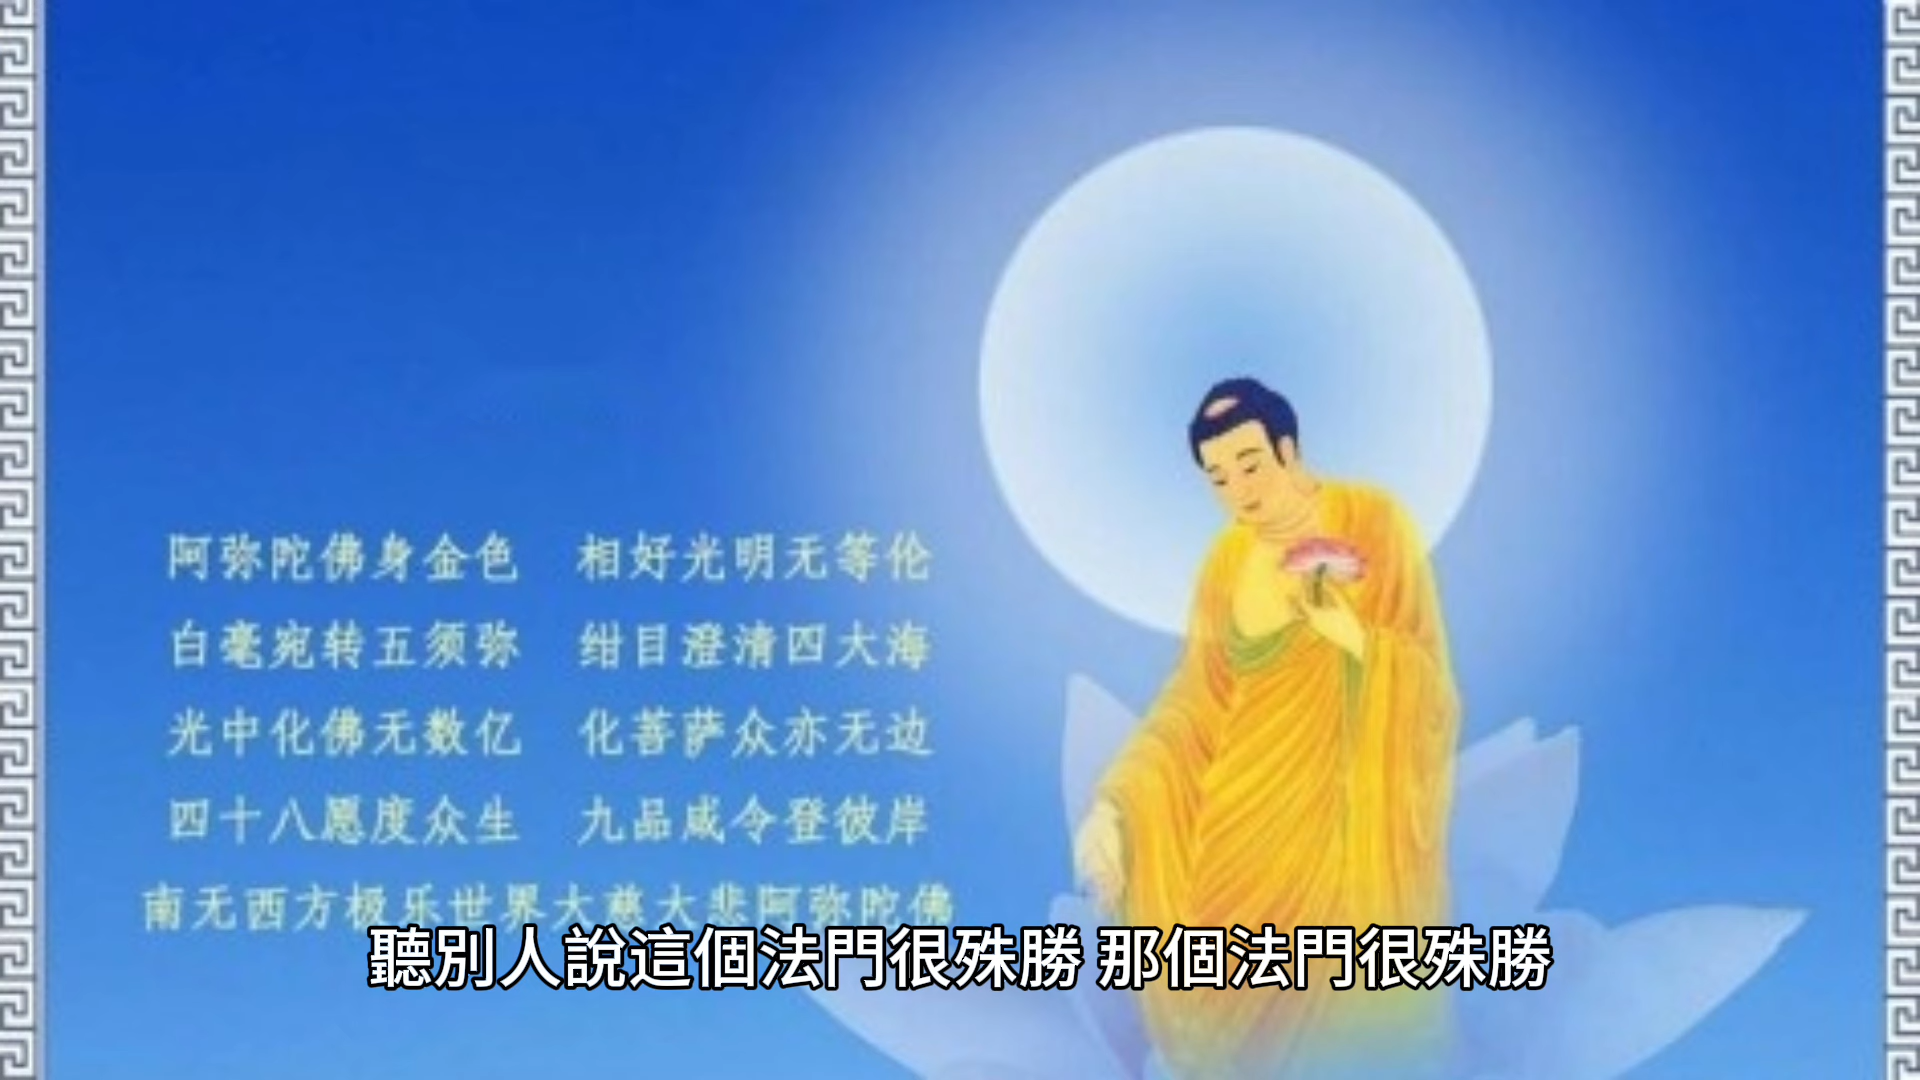 阿弥陀佛身金色 相好光明无等伦
白毫宛转五须弥 绀目澄清四大海
光中化佛无数亿 化菩萨众亦无边
四十八愿度众生 九品咸令登彼岸
南无西方极乐世界大慈大悲阿弥陀佛
聽別人說這個法門很殊勝 那個法門很殊勝